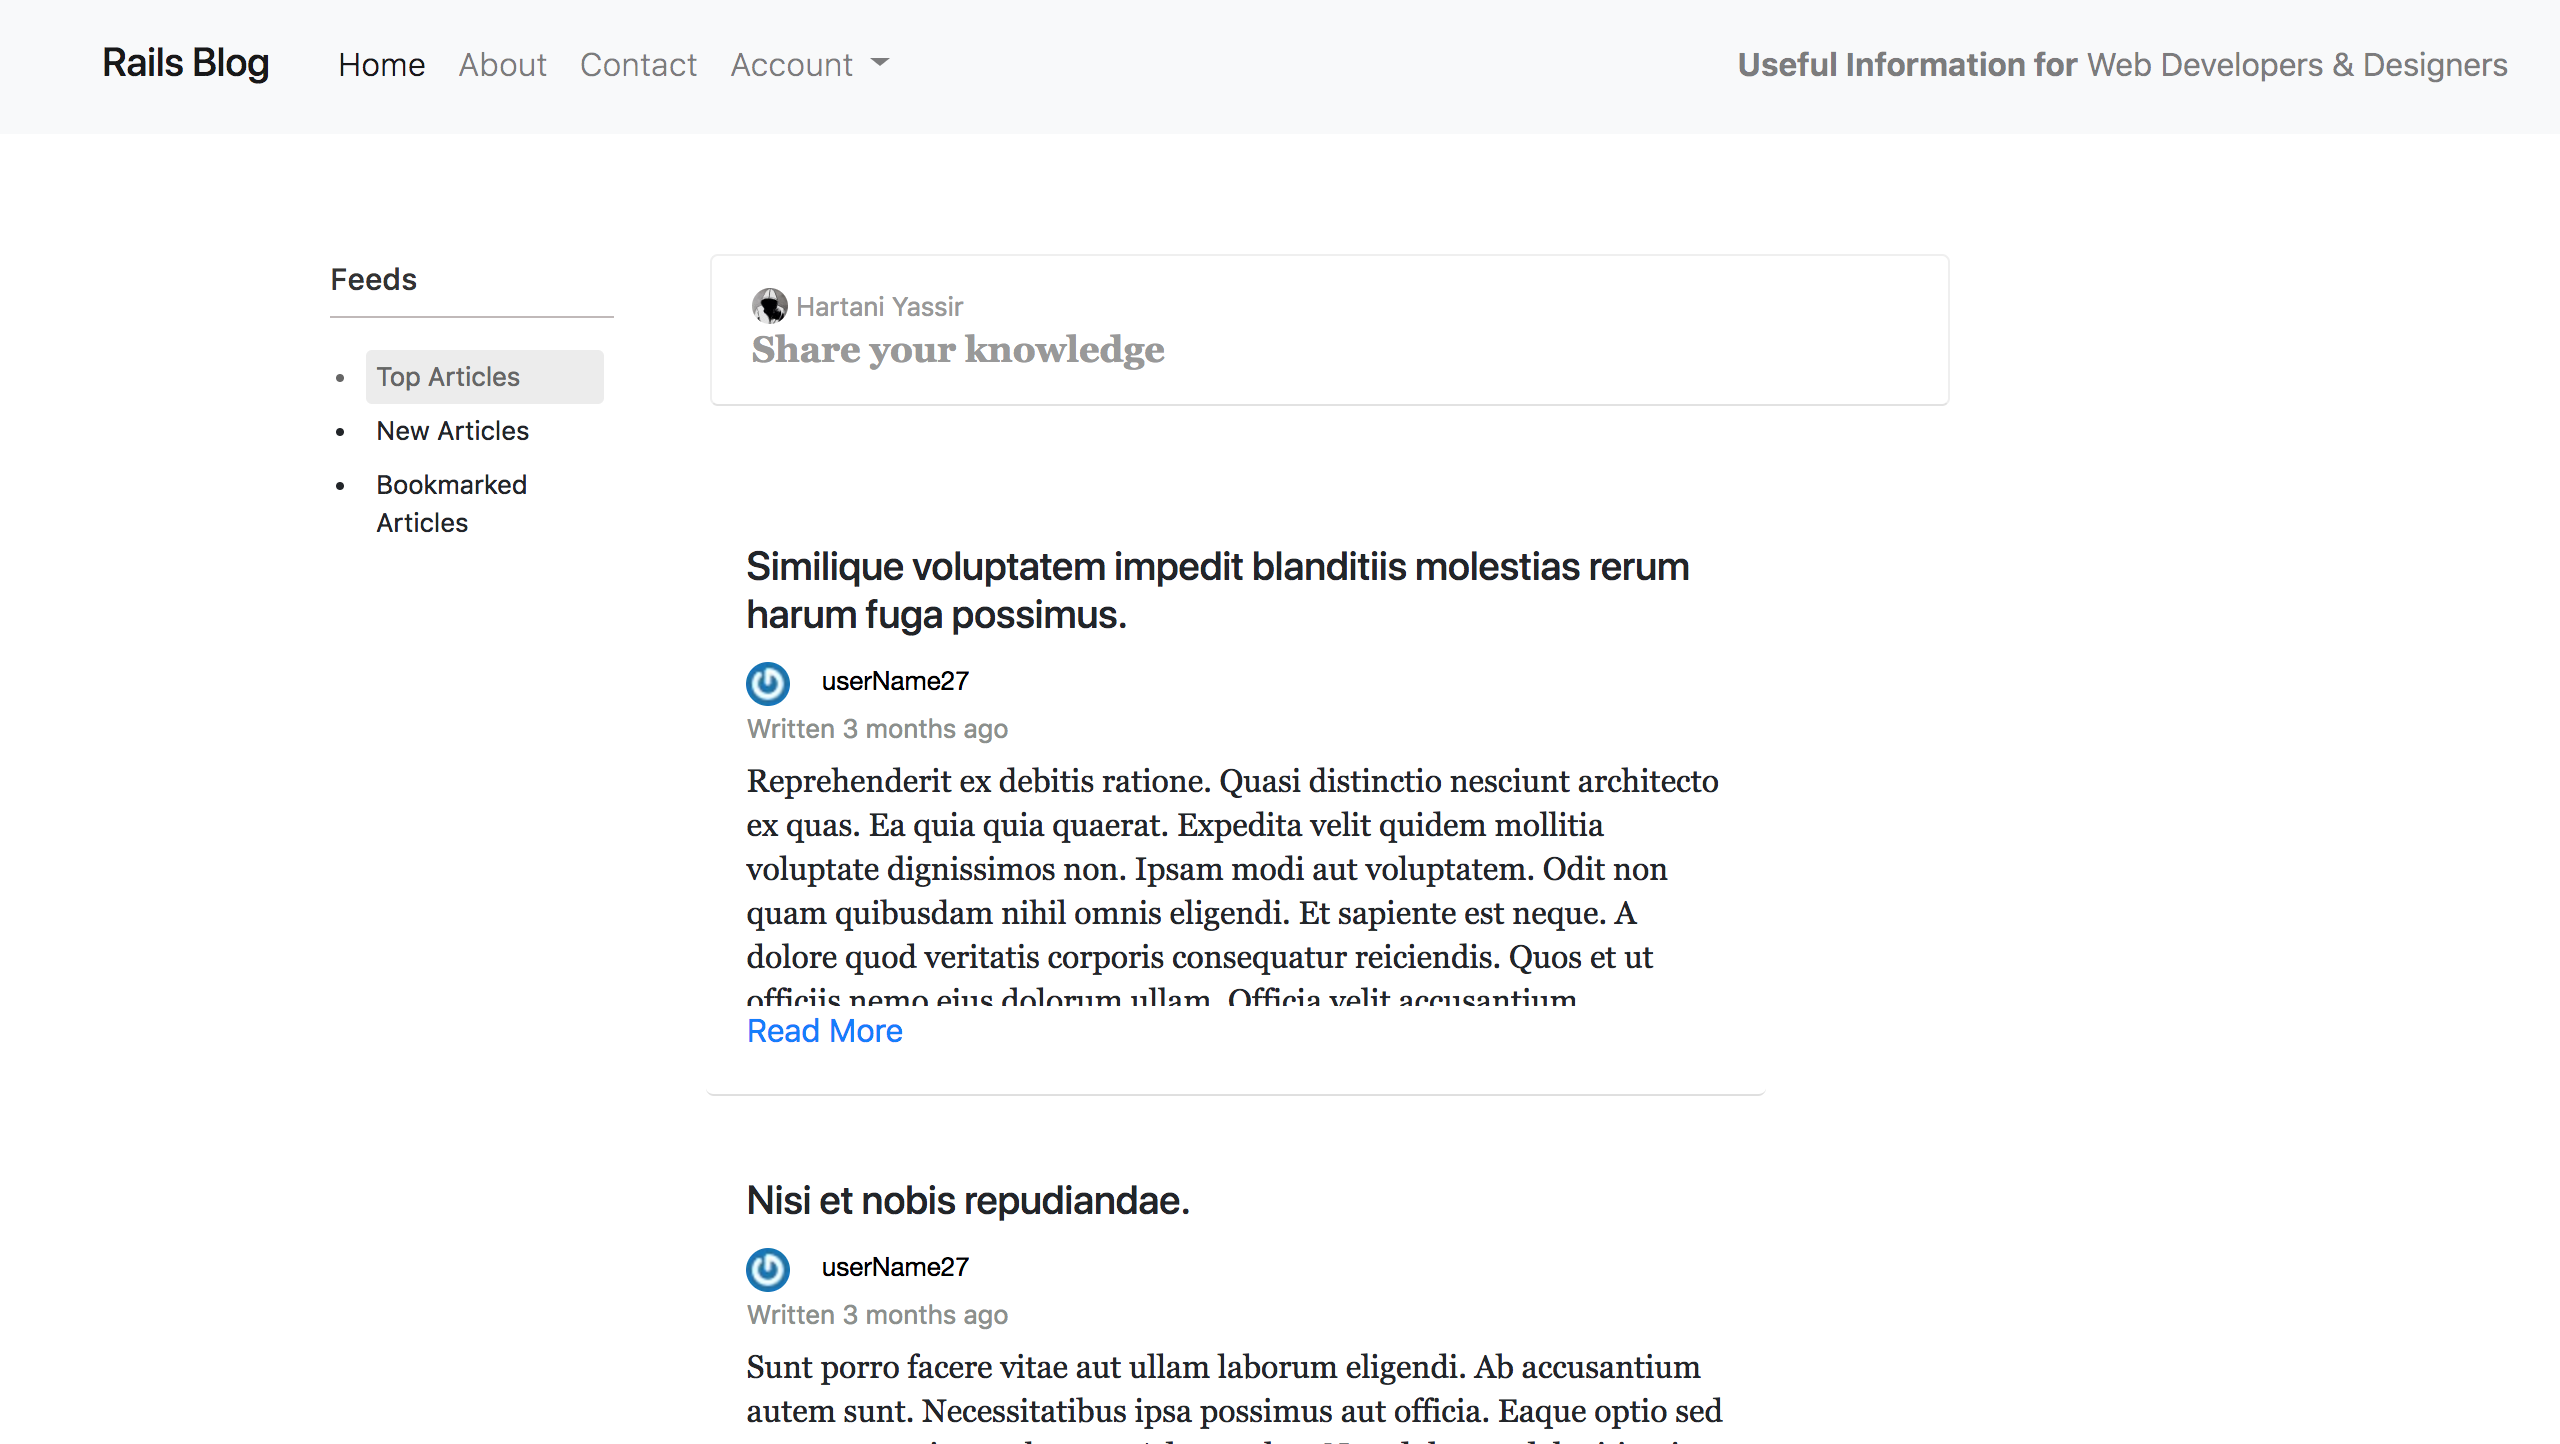 Rails Blog Home About Contact Account Useful Information for Web Developers & Designers
Feeds
Top Articles
New Articles
Bookmarked
Articles
Hartani Yassir
Share your knowledge
Similique voluptatem impedit blanditiis molestias rerum
harum fuga possimus.
userName27
Written 3 months ago
Reprehenderit ex debitis ratione. Quasi distinctio nesciunt architecto
ex quas. Ea quia quia quaerat. Expedita velit quidem mollitia
voluptate dignissimos non. Ipsam modi aut voluptatem. Odit non
quam quibusdam nihil omnis eligendi. Et sapiente est neque. A
dolore quod veritatis corporis consequatur reiciendis. Quos et ut
officiis nemo eius dolorum ullam. Officia velit accusantium
Read More
Nisi et nobis repudiandae.
userName27
Written 3 months ago
Sunt porro facere vitae aut ullam laborum eligendi. Ab accusantium
autem sunt. Necessitatibus ipsa possimus aut officia. Eaque optio sed